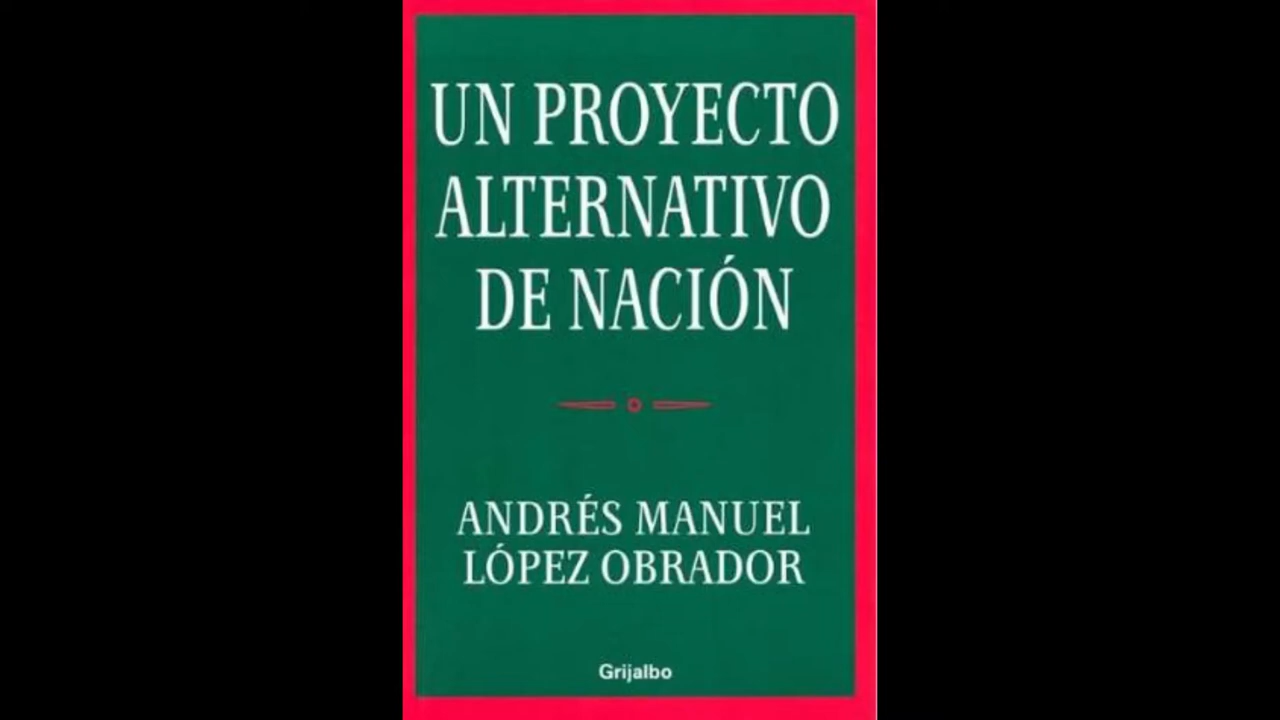 UN PROYECTO
ALTERNATIVO
DE NACIÓN
ANDRÉS MANUEL
LÓPEZ OBRADOR
Grijalbo